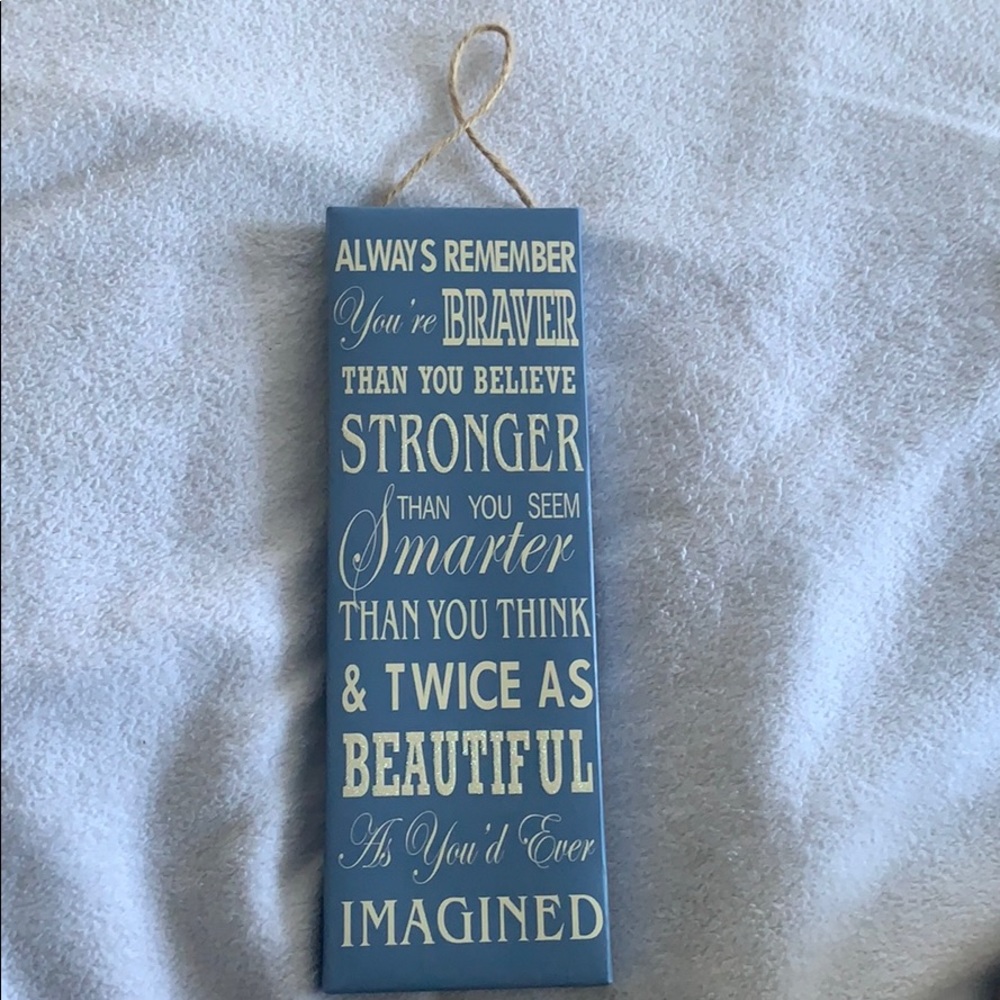 ALWAYS REMEMBER
You're BRAVER
THAN YOU BELIEVE
STRONGER
THAN YOU SEEM
Smarter
THAN YOU THINK
& TWICE AS
BEAUTIFUL
As You'd Ever
IMAGINED